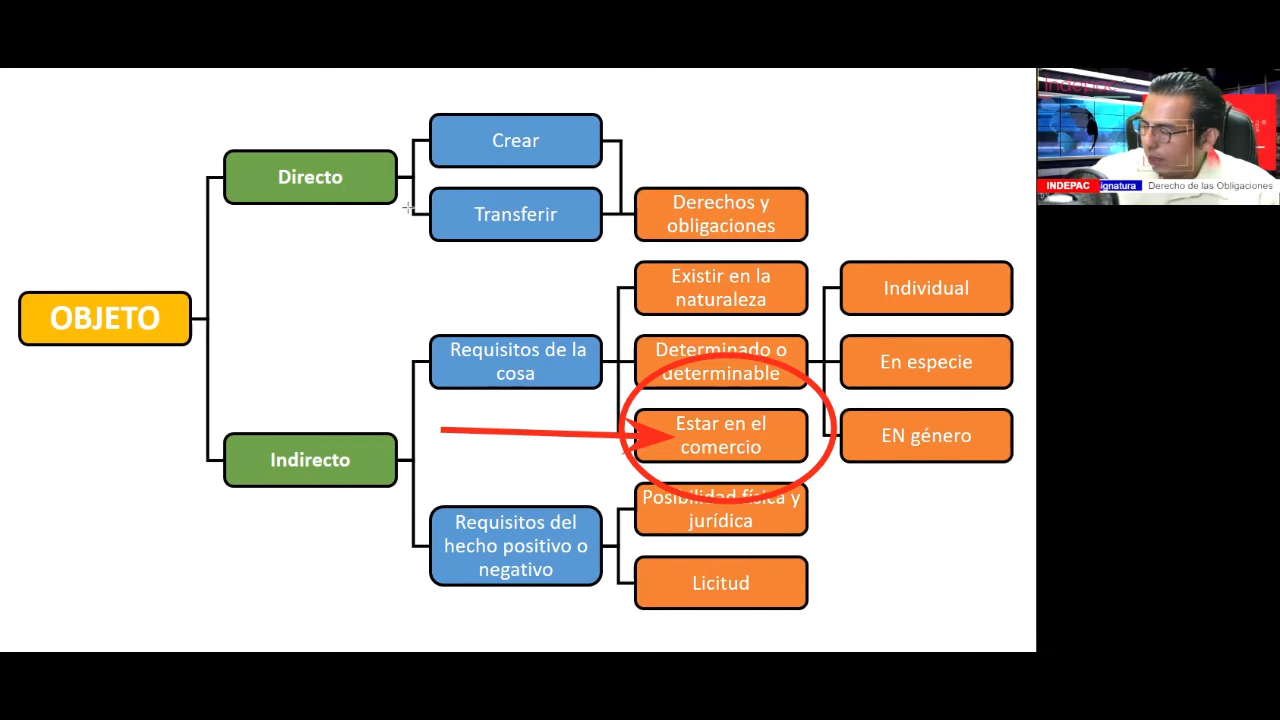 OBJETO
Directo
Crear
Transferir
Derechos y
obligaciones
Indirecto
Requisitos de la
cosa
Existir en la
naturaleza
Determinado o
determinable
Individual
En especie
EN género
Estar en el
comercio
Requisitos del
hecho positivo o
negativo
Posibilidad física y
jurídica
Licitud
Indepac
INDEPAC
ignatura
Derecho de las Obligaciones